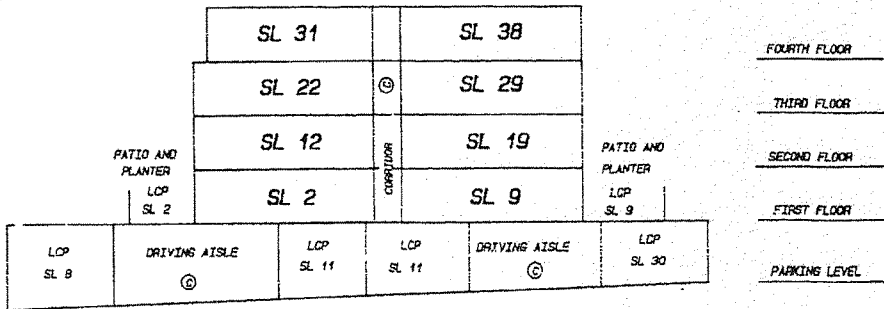 SL 31 SL 38 FOURTH FLOOR
SL 22 © SL 29 THIRD FLOOR
SL 12 SL 19 SECOND FLOOR
PATIO AND PLANTER LCP SL 2
SL 2 CORRIDOR SL 9
PATIO AND PLANTER LCP SL 9
FIRST FLOOR
LCP SL 8
DRIVING AISLE ©
LCP SL 11
LCP SL 11
DRIVING AISLE ©
LCP SL 30
PARKING LEVEL